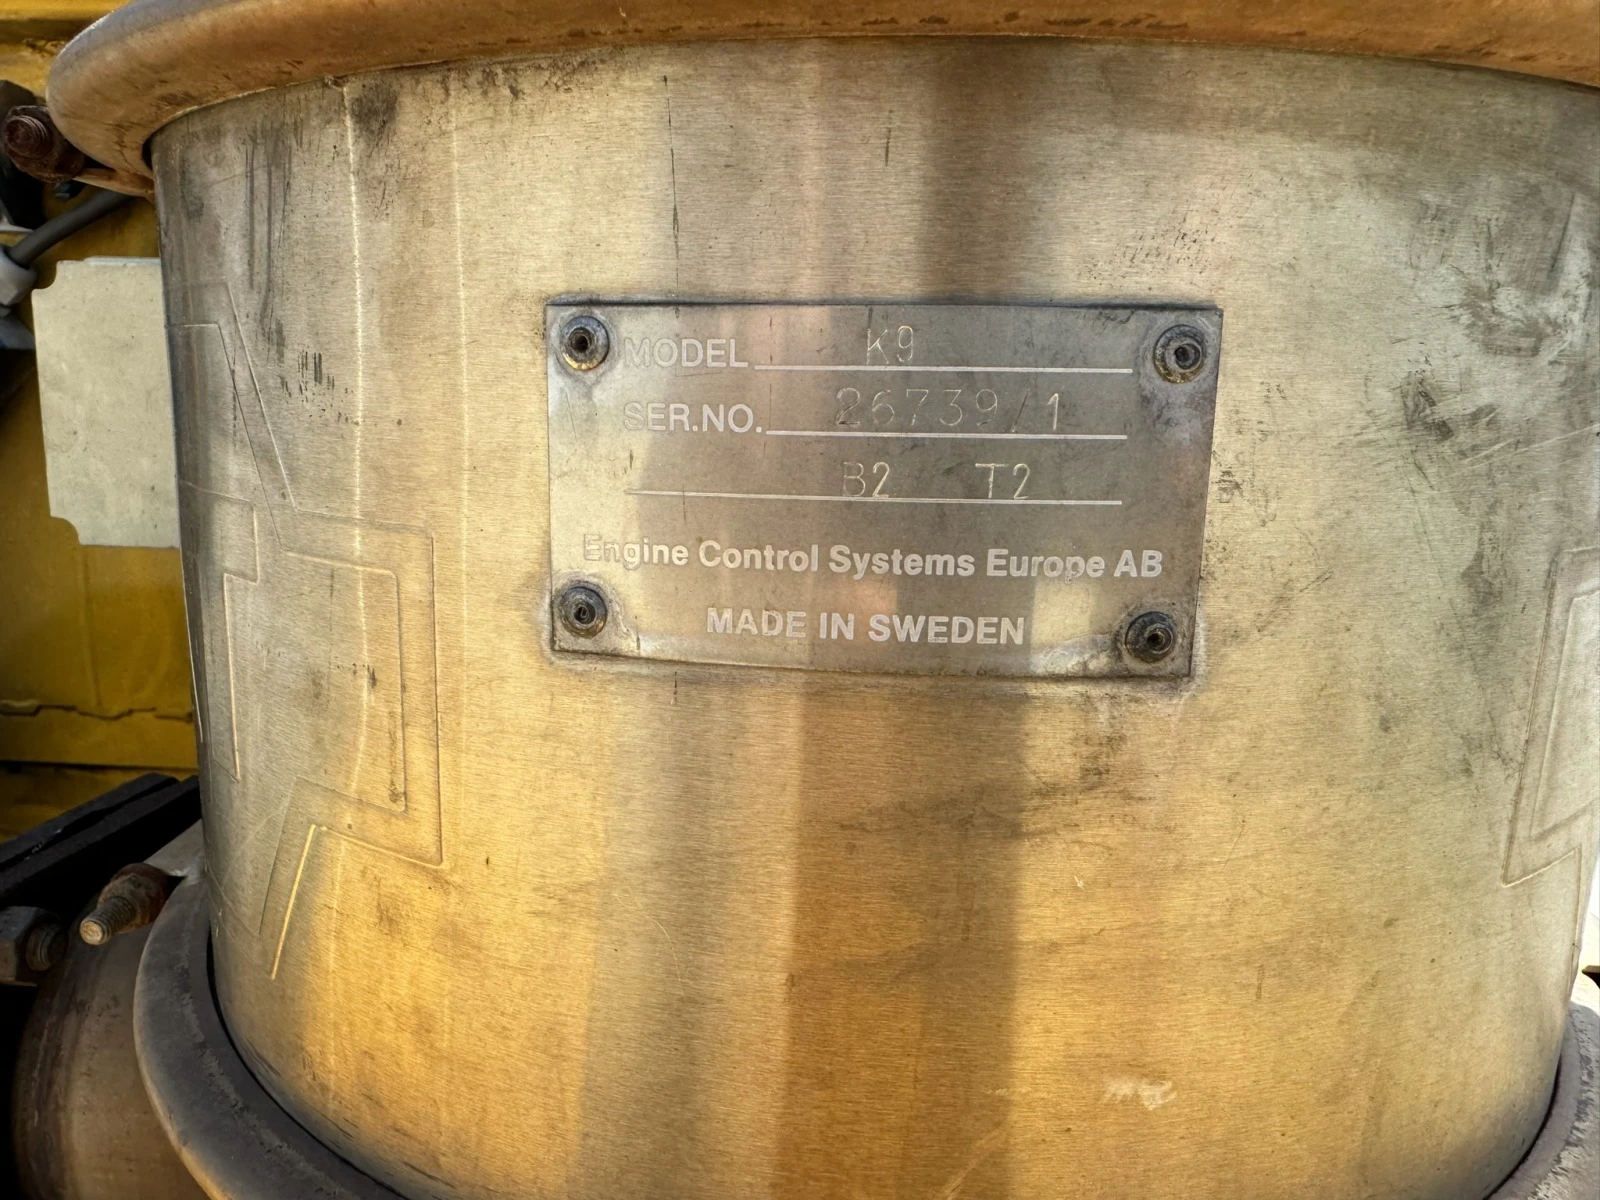 MODEL K9
SER.NO. 26739/1
B2 T2
Engine Control Systems Europe AB
MADE IN SWEDEN